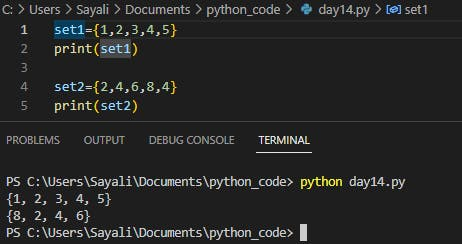 C: > Users > Sayali > Documents > python_code > day14.py > set1
1 set1={1,2,3,4,5}
2 print(set1)
3
4 set2={2,4,6,8,4}
5 print(set2)
PROBLEMS OUTPUT DEBUG CONSOLE TERMINAL
PS C:\Users\Sayali\Documents\python_code> python day14.py
{1, 2, 3, 4, 5}
{8, 2, 4, 6}
PS C:\Users\Sayali\Documents\python_code>